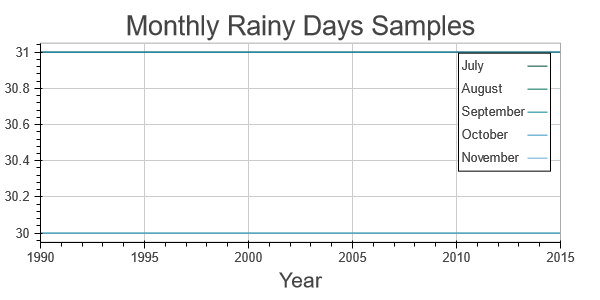 Monthly Rainy Days Samples
31
30.8
30.6
30.4
30.2
30
July
August
September
October
November
1990 1995 2000 2005 2010 2015
Year